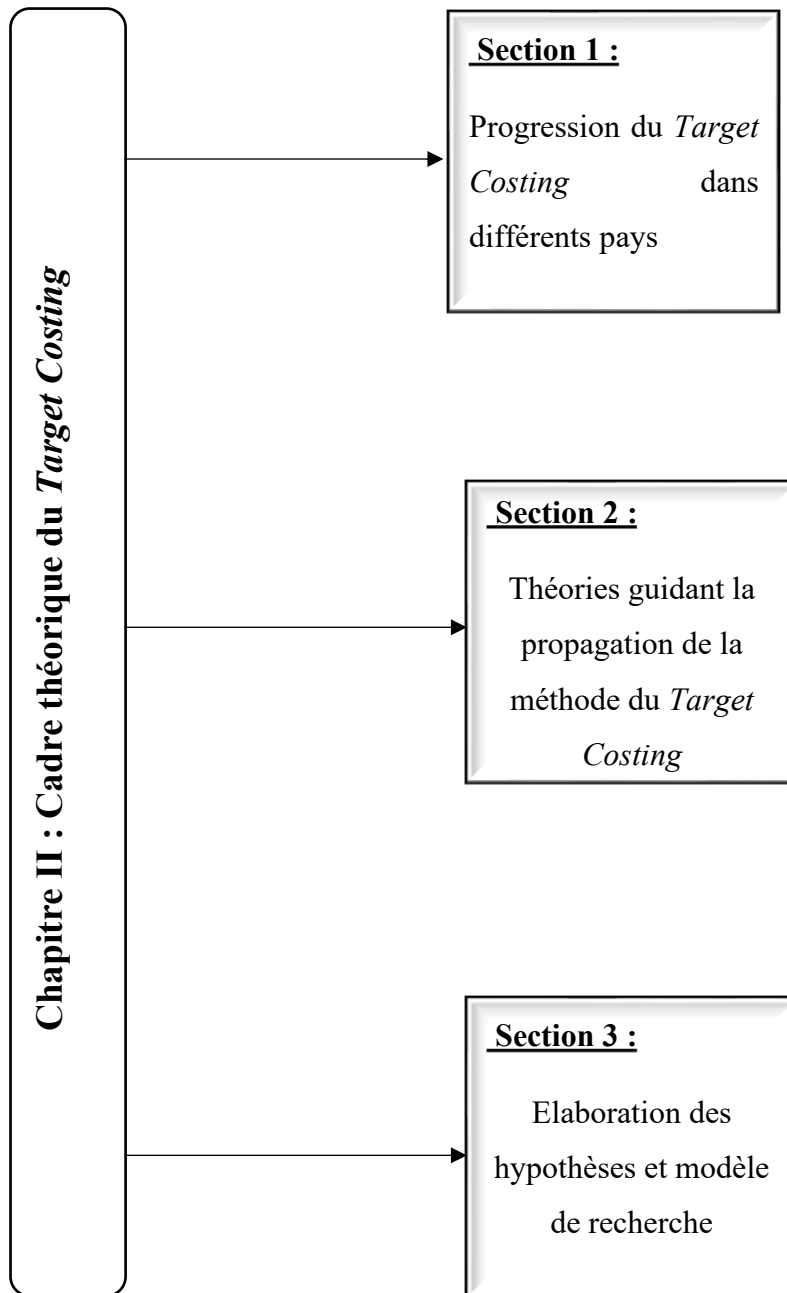 Chapitre II : Cadre théorique du Target Costing
Section 1 :
Progression du Target
Costing dans
différents pays
Section 2 :
Théories guidant la
propagation de la
méthode du Target
Costing
Section 3 :
Elaboration des
hypothèses et modèle
de recherche